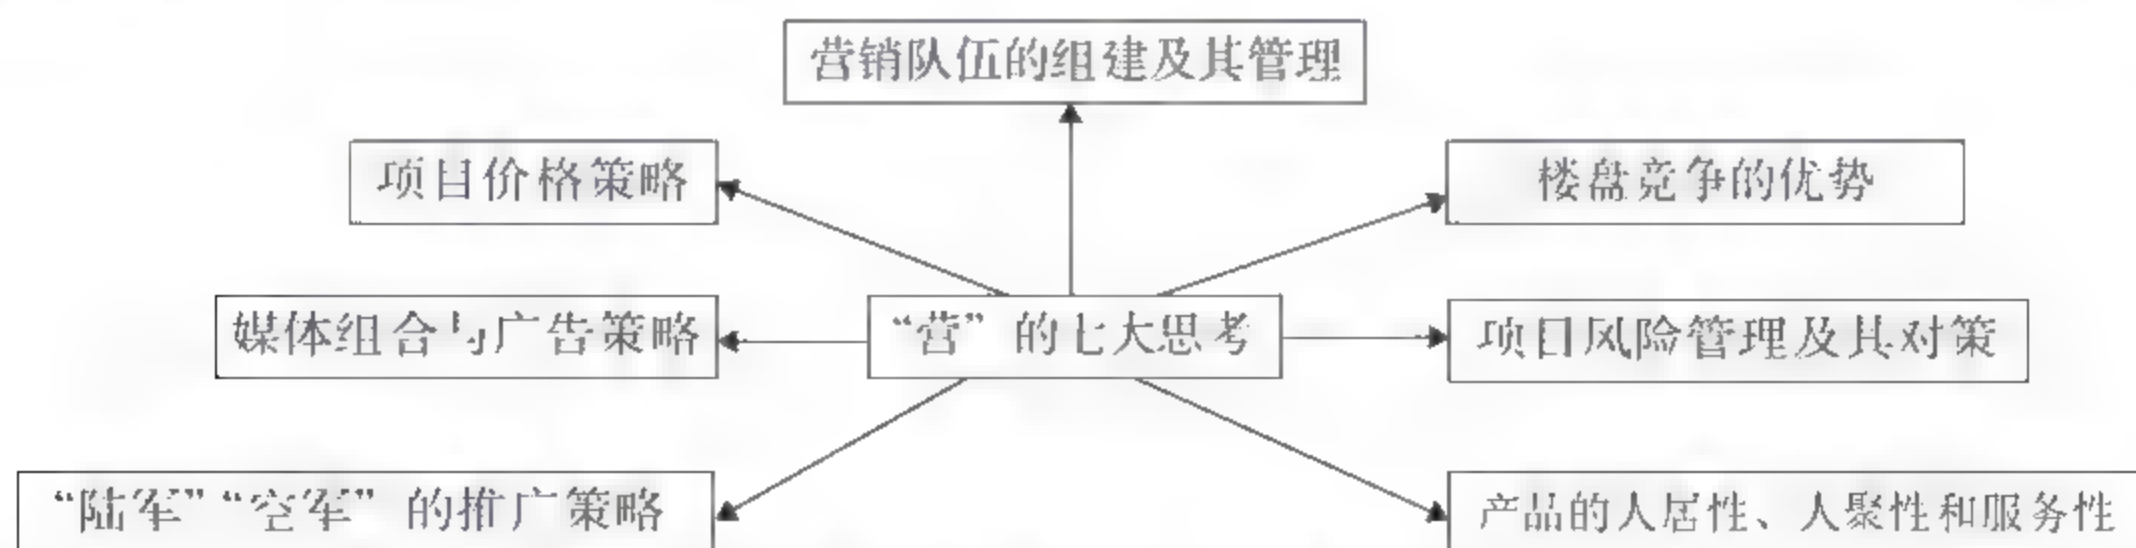 营销队伍的组建及其管理
项目价格策略
楼盘竞争的优势
媒体组合与广告策略
“营”的七大思考
项目风险管理及其对策
“陆军”“空军”的推广策略
产品的人居性、人聚性和服务性